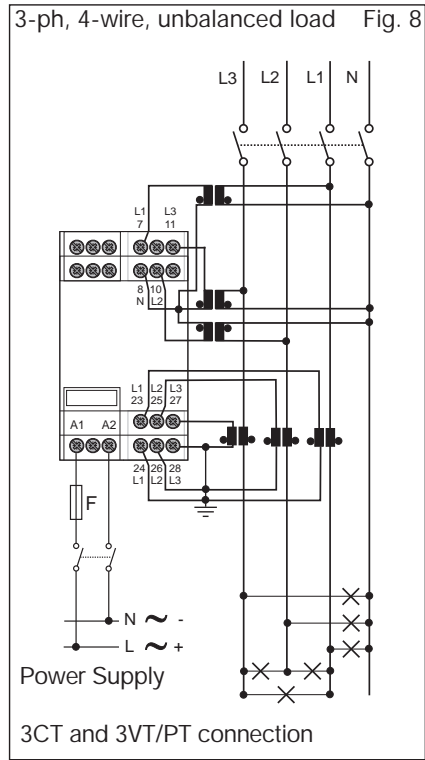 3-ph, 4-wire, unbalanced load Fig. 8
L3 L2 L1 N
L1 L3
7 11
8 10
N L2
L1 L2 L3
23 25 27
A1 A2
24 26 28
L1 L2 L3
F
N ~ -
L ~ +
Power Supply
3CT and 3VT/PT connection